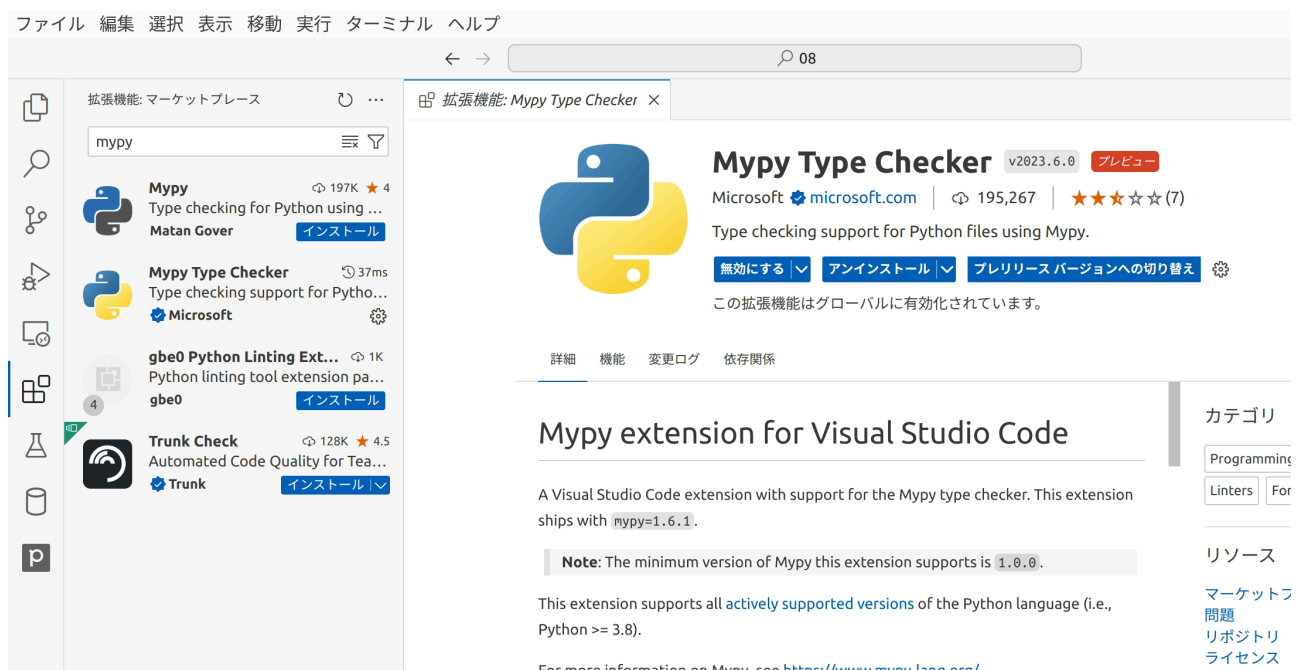 ファイル 編集 選択 表示 移動 実行 ターミナル ヘルプ
08
拡張機能: マーケットプレース
mypy
Mypy 197K ★ 4
Type checking for Python using ...
Matan Gover インストール
Mypy Type Checker 37ms
Type checking support for Pytho...
Microsoft
gbe0 Python Linting Ext... 1K
Python linting tool extension pa...
gbe0 インストール
4
Trunk Check 128K ★ 4.5
Automated Code Quality for Tea...
Trunk インストール
拡張機能: Mypy Type Checker
Mypy Type Checker v2023.6.0 プレビュー
Microsoft microsoft.com 195,267 (7)
Type checking support for Python files using Mypy.
無効にする アンインストール プレリリース バージョンへの切り替え
この拡張機能はグローバルに有効化されています。
詳細 機能 変更ログ 依存関係
Mypy extension for Visual Studio Code
A Visual Studio Code extension with support for the Mypy type checker. This extension
ships with mypy=1.6.1.
Note: The minimum version of Mypy this extension supports is 1.0.0.
This extension supports all actively supported versions of the Python language (i.e.,
Python >= 3.8).
For more information on Mypy, see https://www.mypy-lang.org/
カテゴリ
Programming
Linters For
リソース
マーケットプ
問題
リポジトリ
ライセンス